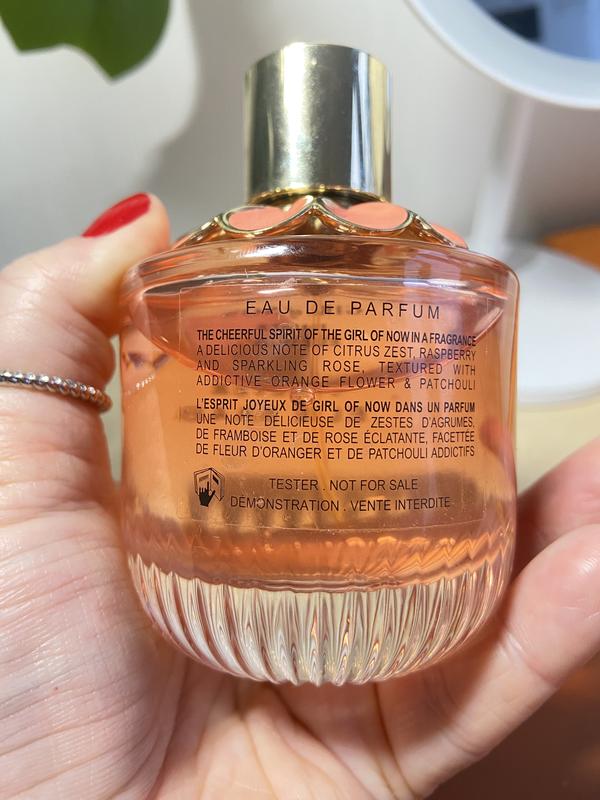 EAU DE PARFUM
THE CHEERFUL SPIRIT OF THE GIRL OF NOW IN A FRAGRANCE
A DELICIOUS NOTE OF CITRUS ZEST, RASPBERRY
AND SPARKLING ROSE, TEXTURED WITH
ADDICTIVE ORANGE FLOWER & PATCHOULI
L'ESPRIT JOYEUX DE GIRL OF NOW DANS UN PARFUM
UNE NOTE DÉLICIEUSE DE ZESTES D'AGRUMES,
DE FRAMBOISE ET DE ROSE ÉCLATANTE, FACETTÉE
DE FLEUR D'ORANGER ET DE PATCHOULI ADDICTIFS
TESTER . NOT FOR SALE
DÉMONSTRATION . VENTE INTERDITE